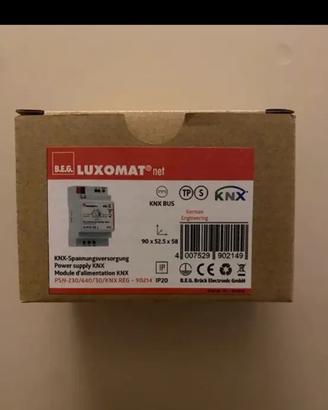 B.E.G. LUXOMAT® net
KNX BUS
TP S KNX
German
Engineering
90 x 52.5 x 58
KNX-Spannungsversorgung
Power supply KNX
Module d'alimentation KNX
PSN-230/640/30/KNX REG - 90214
IP20
4 007529 902149
CE
B.E.G. Brück Electronic GmbH